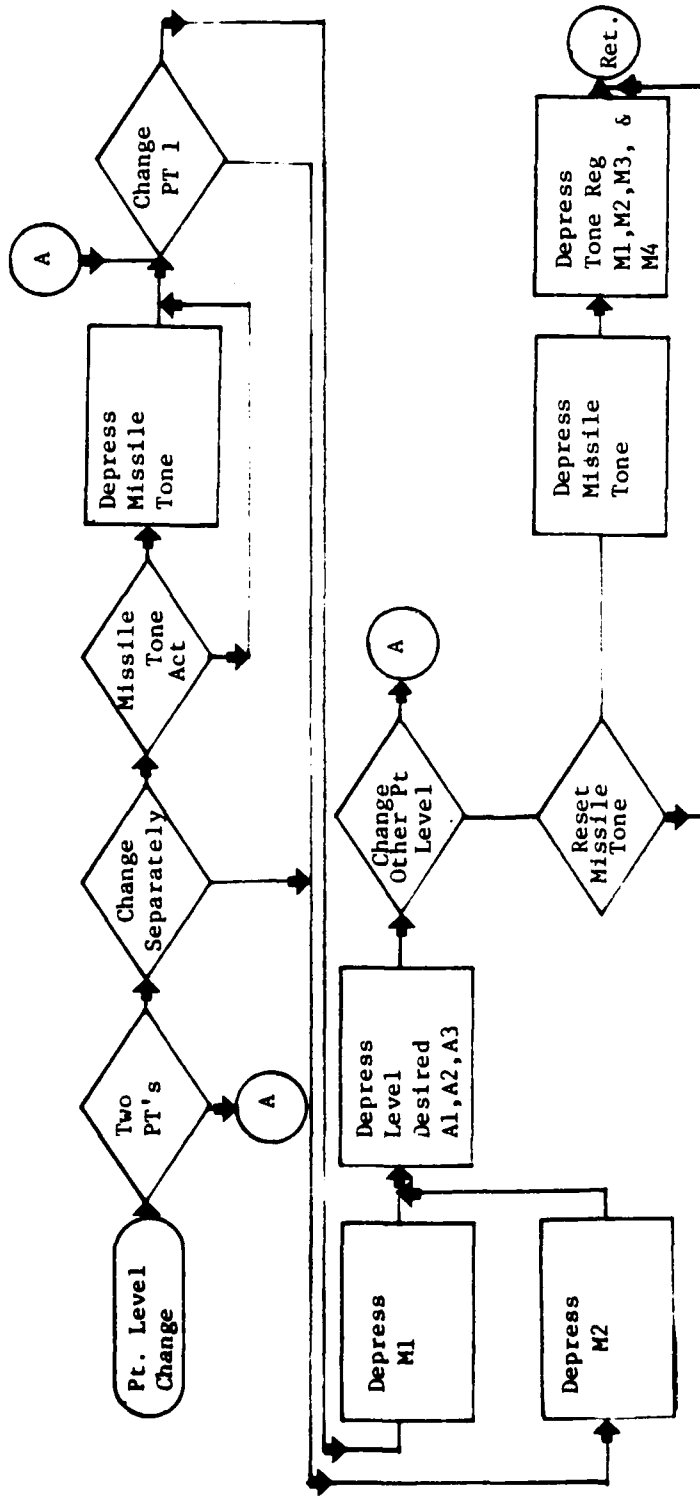 Pt. Level
Change
Two
PT's
A
Change
Separately
Missile
Tone
Act
Depress
Missile
Tone
A
Change
PT 1
Depress
M1
Depress
M2
Depress
Level
Desired
A1,A2,A3
Change
Other Pt
Level
A
Reset
Missile
Tone
Depress
Missile
Tone
Depress
Tone Reg
M1,M2,M3, &
M4
Ret.